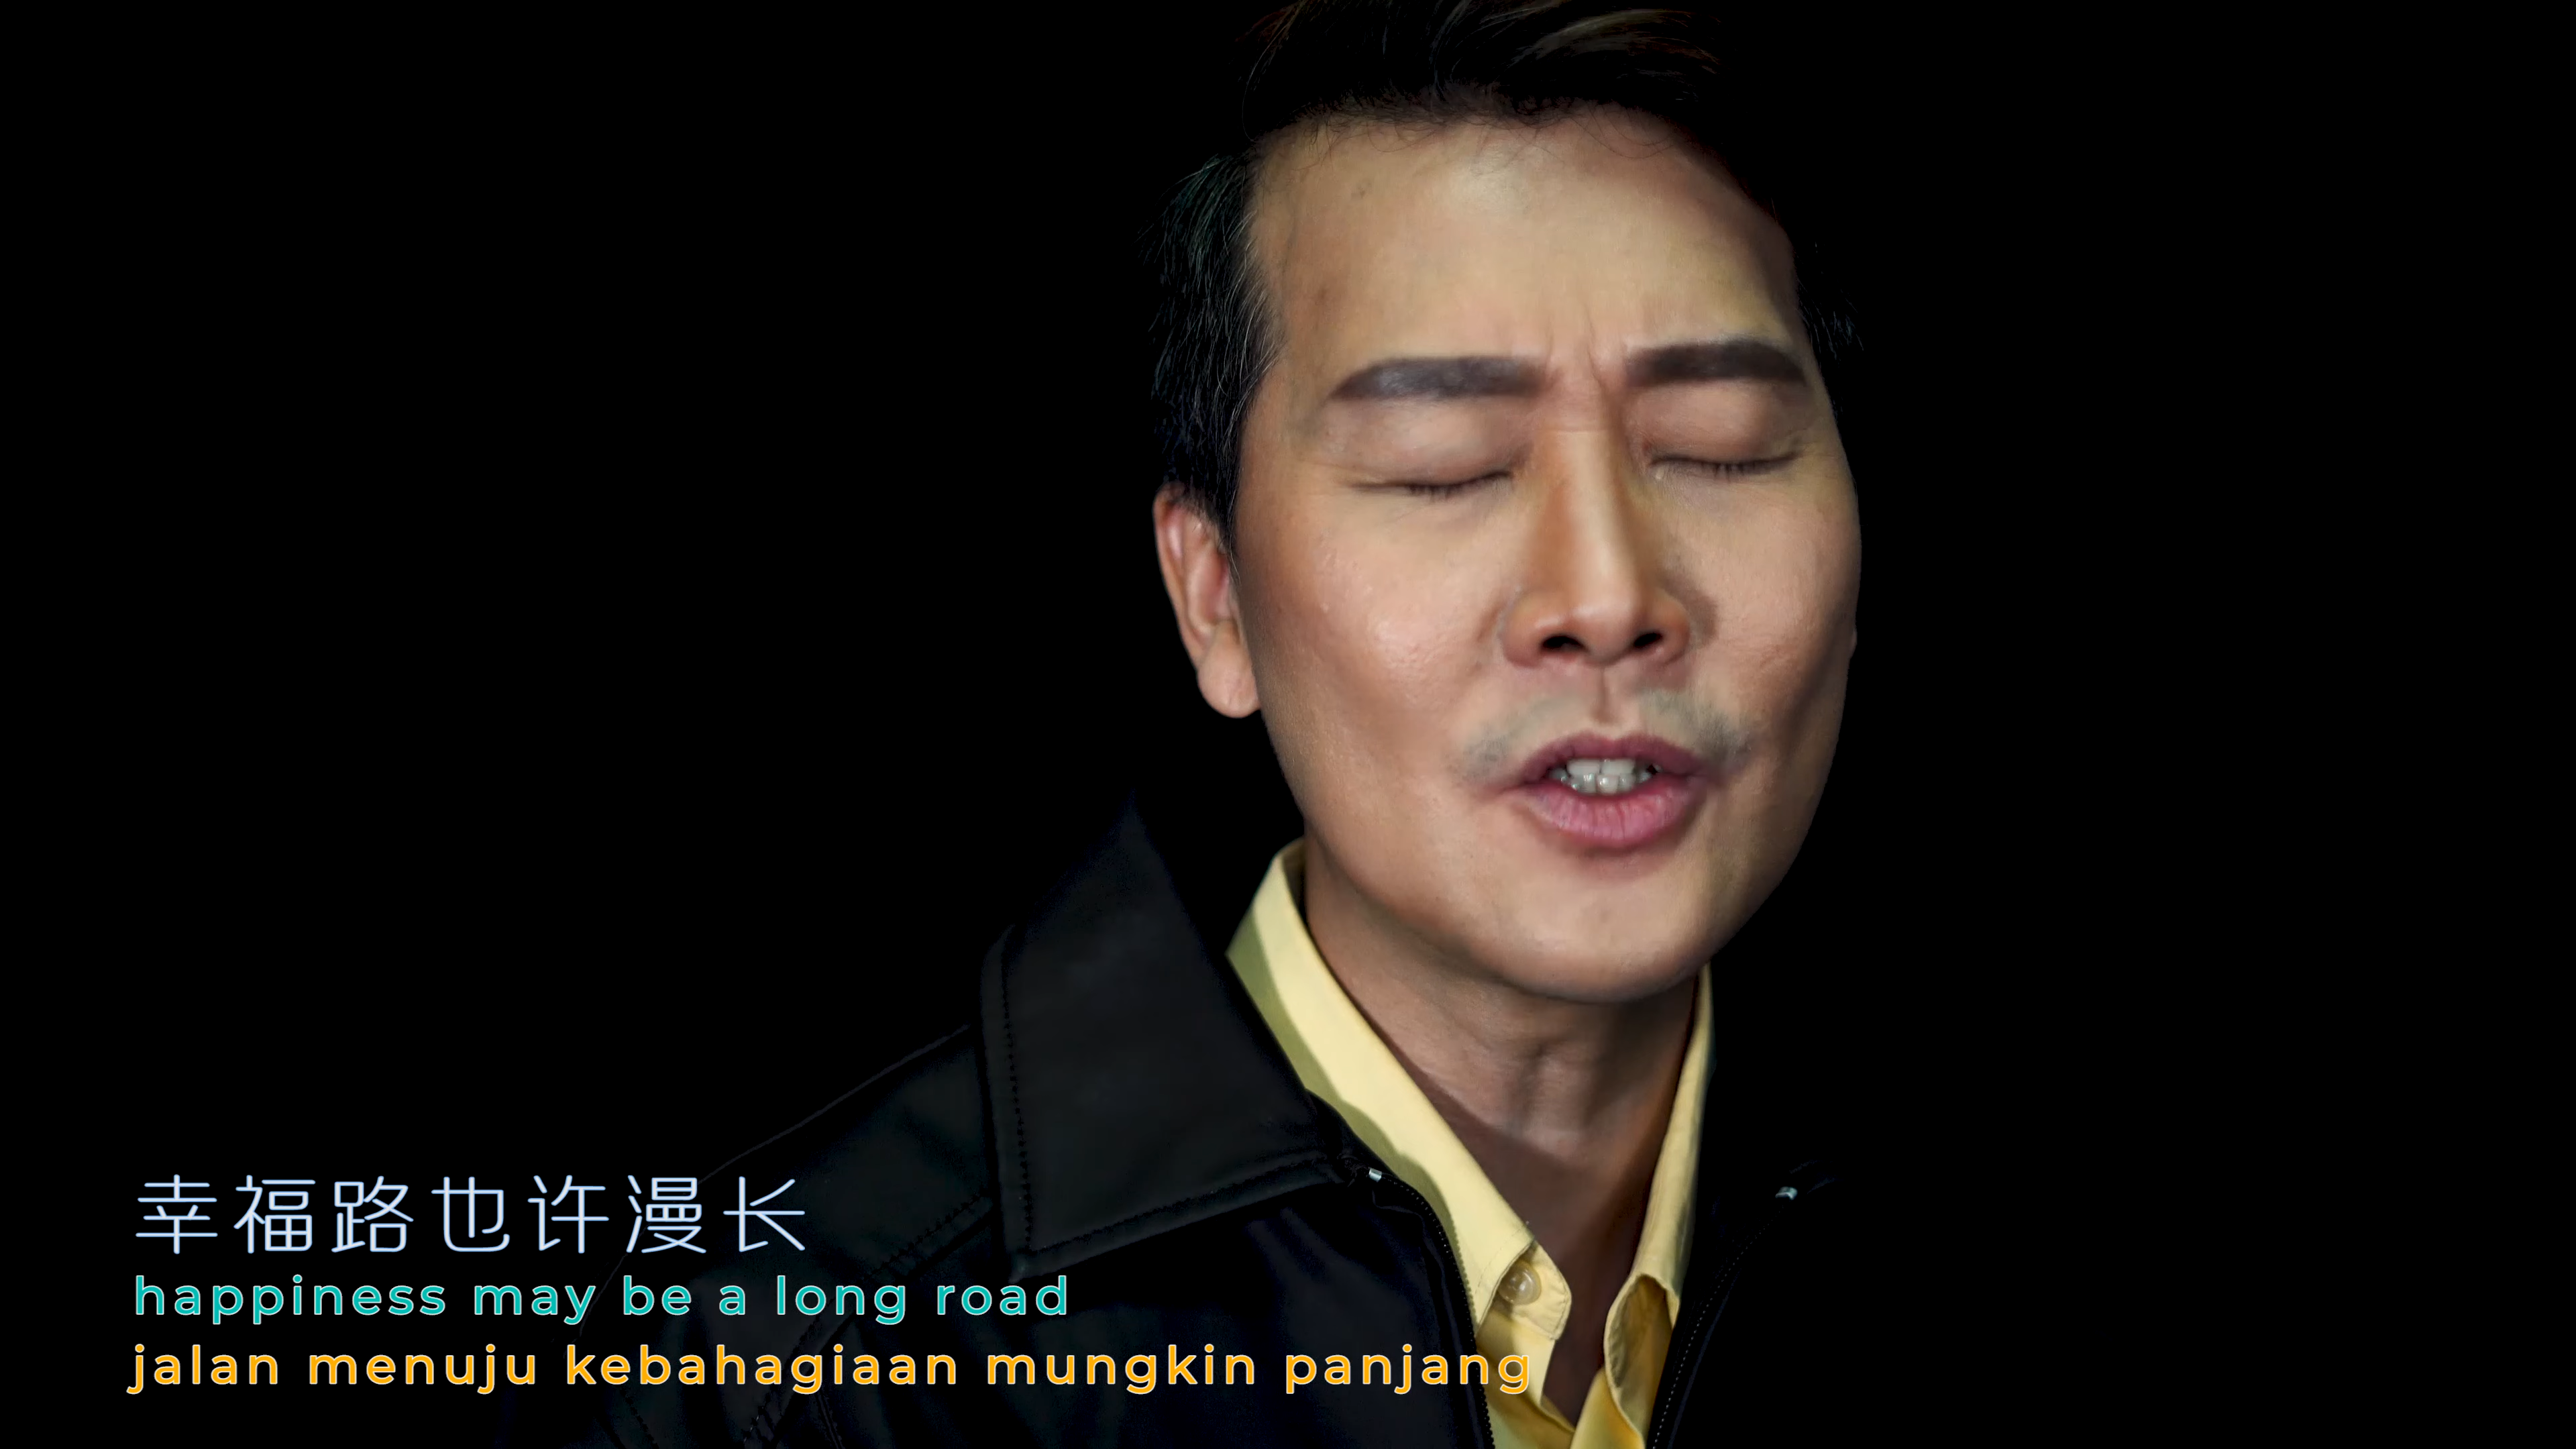 幸福路也许漫长
happiness may be a long road
jalan menuju kebahagiaan mungkin panjang